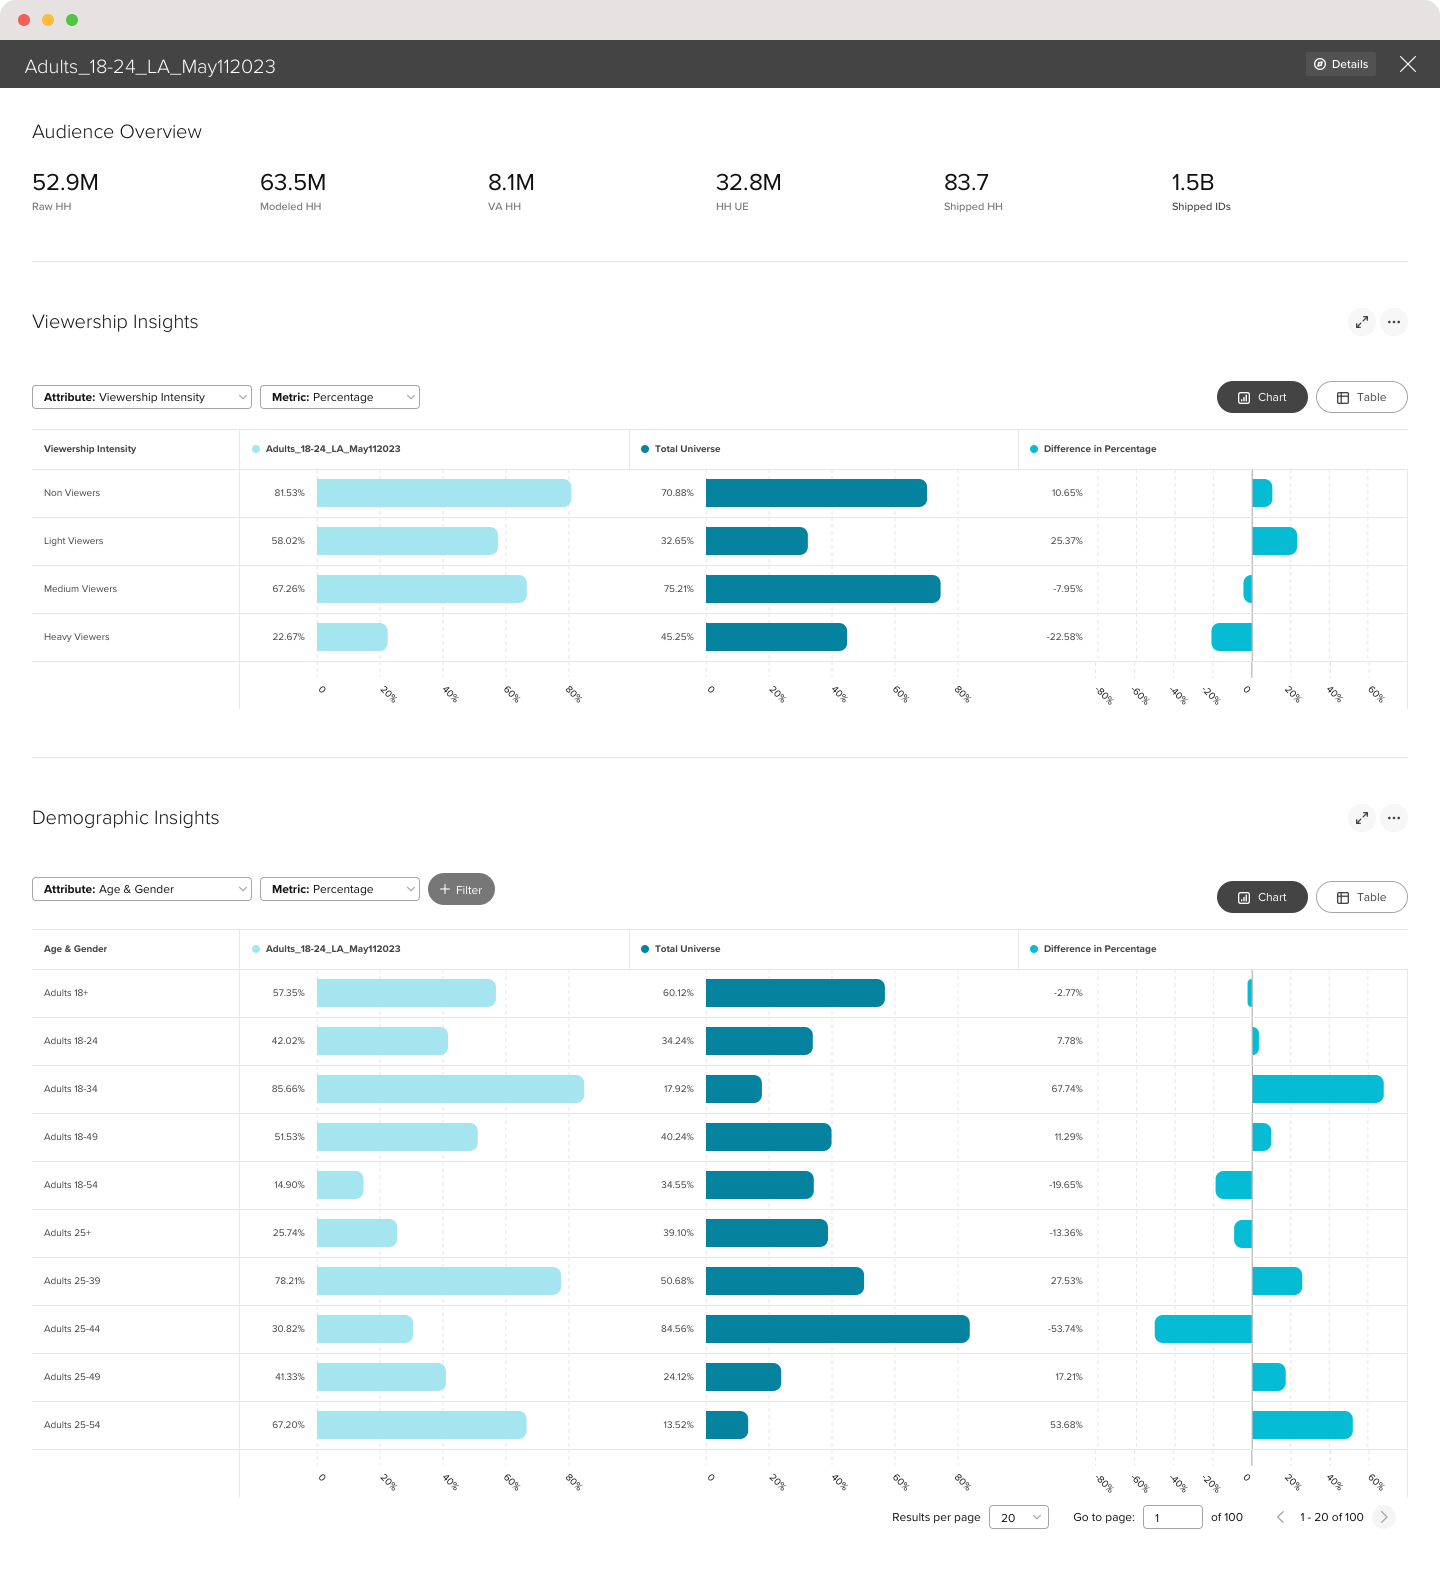 Adults_18-24_LA_May112023
Details
Audience Overview
52.9M 63.5M 8.1M 32.8M 83.7 1.5B
Raw HH Modeled HH VA HH HH UE Shipped HH Shipped IDs
Viewership Insights
Attribute: Viewership Intensity Metric: Percentage Chart Table
Viewership Intensity Adults_18-24_LA_May112023 Total Universe Difference in Percentage
Non Viewers 81.53% 70.88% 10.65%
Light Viewers 58.02% 32.65% 25.37%
Medium Viewers 67.26% 75.21% -7.95%
Heavy Viewers 22.67% 45.25% -22.58%
0 20% 40% 60% 80% 0 20% 40% 60% 80% -80% -60% -40% -20% 0 20% 40% 60%
Demographic Insights
Attribute: Age & Gender Metric: Percentage + Filter Chart Table
Age & Gender Adults_18-24_LA_May112023 Total Universe Difference in Percentage
Adults 18+ 57.35% 60.12% -2.77%
Adults 18-24 42.02% 34.24% 7.78%
Adults 18-34 85.66% 17.92% 67.74%
Adults 18-49 51.53% 40.24% 11.29%
Adults 18-54 14.90% 34.55% -19.65%
Adults 25+ 25.74% 39.10% -13.36%
Adults 25-39 78.21% 50.68% 27.53%
Adults 25-44 30.82% 84.56% -53.74%
Adults 25-49 41.33% 24.12% 17.21%
Adults 25-54 67.20% 13.52% 53.68%
0 20% 40% 60% 80% 0 20% 40% 60% 80% -80% -60% -40% -20% 0 20% 40% 60%
Results per page 20 Go to page: 1 of 100 1 - 20 of 100